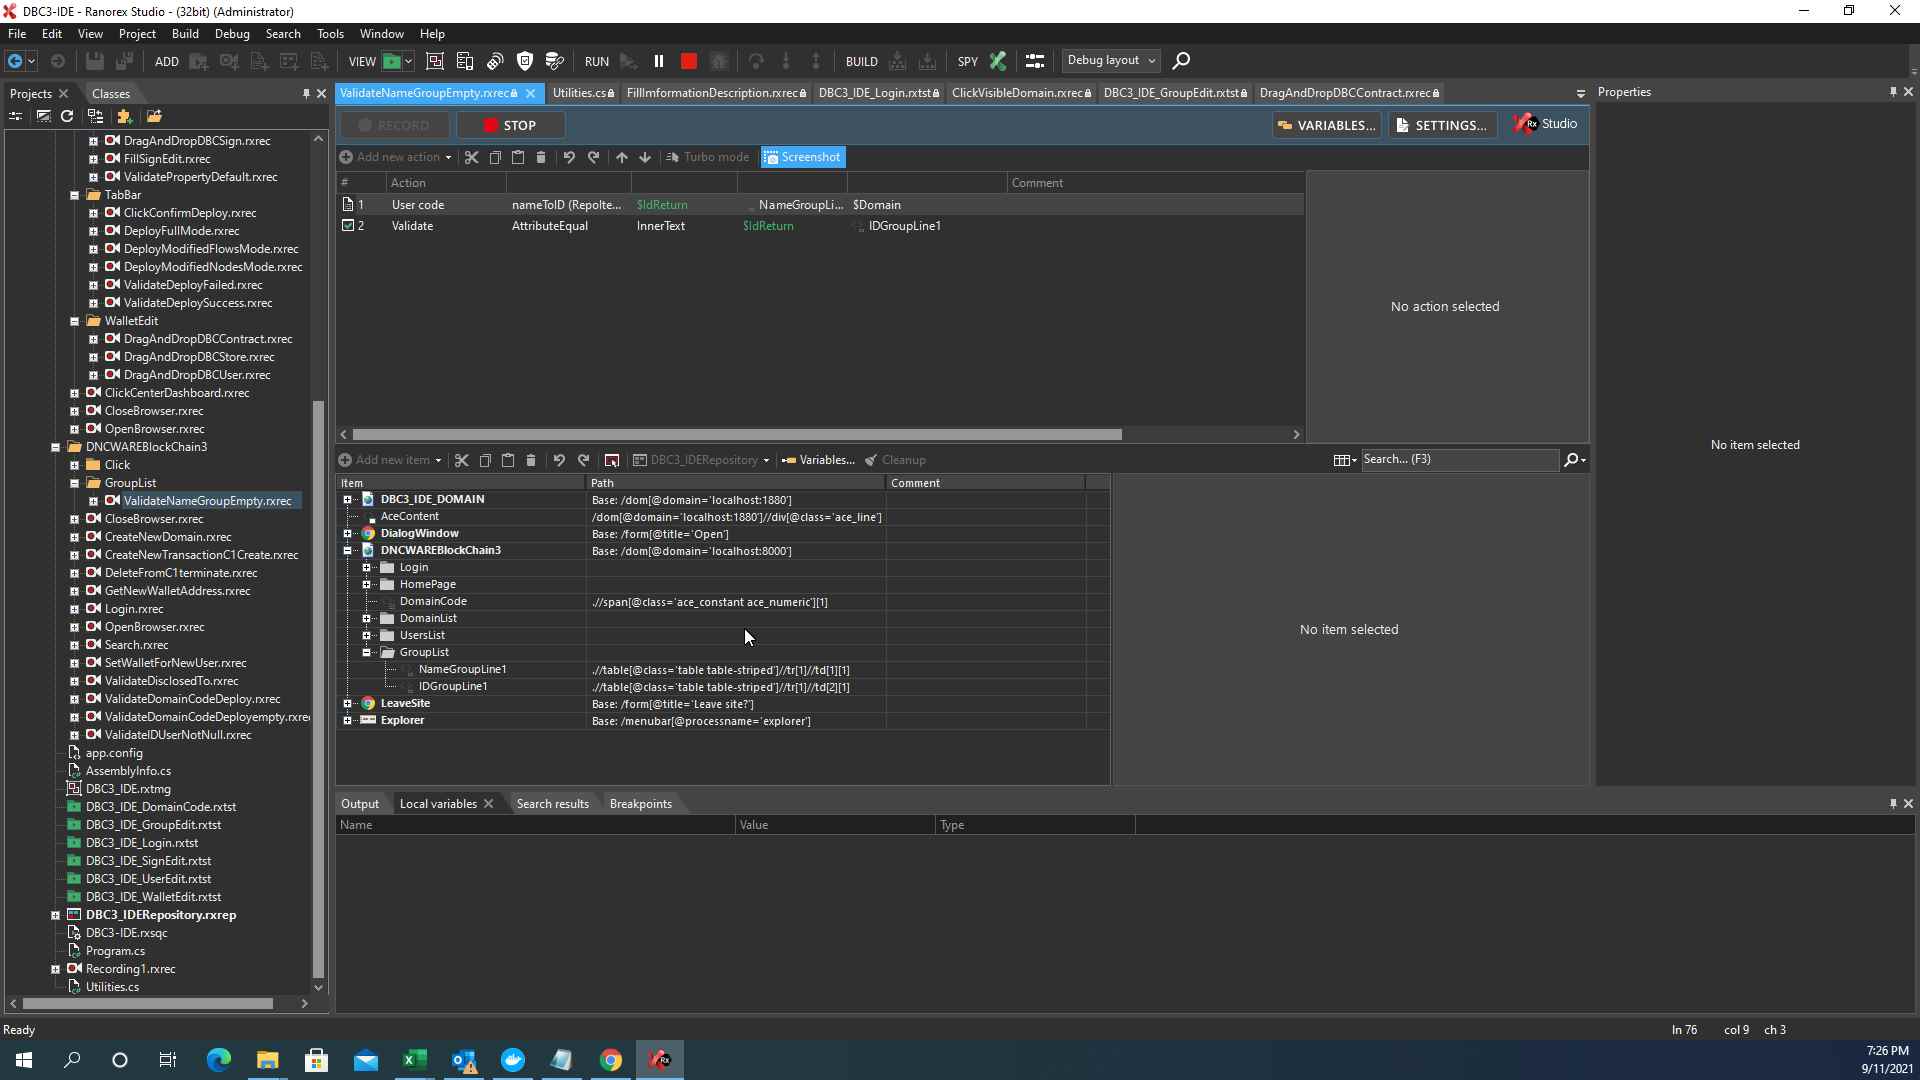 DBC3-IDE - Ranorex Studio - (32bit) (Administrator)
File Edit View Project Build Debug Search Tools Window Help
ADD VIEW RUN BUILD SPY Debug layout
Projects Classes
ValidateNameGroupEmpty.rxrec Utilities.cs FillImformationDescription.rxrec DBC3_IDE_Login.rxtst ClickVisibleDomain.rxrec DBC3_IDE_GroupEdit.rxtst DragAndDropDBCContract.rxrec
Properties
RECORD STOP VARIABLES... SETTINGS... Rx Studio
Add new action Turbo mode Screenshot
# Action Comment
1 User code nameToID (RepoIte... $IdReturn NameGroupLi... $Domain
2 Validate AttributeEqual InnerText $IdReturn IDGroupLine1
No action selected
No item selected
DragAndDropDBCSign.rxrec
FillSignEdit.rxrec
ValidatePropertyDefault.rxrec
TabBar
ClickConfirmDeploy.rxrec
DeployFullMode.rxrec
DeployModifiedFlowsMode.rxrec
DeployModifiedNodesMode.rxrec
ValidateDeployFailed.rxrec
ValidateDeploySuccess.rxrec
WalletEdit
DragAndDropDBCContract.rxrec
DragAndDropDBCStore.rxrec
DragAndDropDBCUser.rxrec
ClickCenterDashboard.rxrec
CloseBrowser.rxrec
OpenBrowser.rxrec
DNCWAREBlockChain3
Click
GroupList
ValidateNameGroupEmpty.rxrec
CloseBrowser.rxrec
CreateNewDomain.rxrec
CreateNewTransactionC1Create.rxrec
DeleteFromC1terminate.rxrec
GetNewWalletAddress.rxrec
Login.rxrec
OpenBrowser.rxrec
Search.rxrec
SetWalletForNewUser.rxrec
ValidateDisclosedTo.rxrec
ValidateDomainCodeDeploy.rxrec
ValidateDomainCodeDeployempty.rxre
ValidateIDUserNotNull.rxrec
app.config
AssemblyInfo.cs
DBC3_IDE.rxtmg
DBC3_IDE_DomainCode.rxtst
DBC3_IDE_GroupEdit.rxtst
DBC3_IDE_Login.rxtst
DBC3_IDE_SignEdit.rxtst
DBC3_IDE_UserEdit.rxtst
DBC3_IDE_WalletEdit.rxtst
DBC3_IDERepository.rxrep
DBC3-IDE.rxsqc
Program.cs
Recording1.rxrec
Utilities.cs
Add new item DBC3_IDERepository Variables... Cleanup Search... (F3)
Item Path Comment
DBC3_IDE_DOMAIN Base: /dom[@domain='localhost:1880']
AceContent /dom[@domain='localhost:1880']//div[@class='ace_line']
DialogWindow Base: /form[@title='Open']
DNCWAREBlockChain3 Base: /dom[@domain='localhost:8000']
Login
HomePage
DomainCode .//span[@class='ace_constant ace_numeric'][1]
DomainList
UsersList
GroupList
NameGroupLine1 .//table[@class='table table-striped']//tr[1]//td[1][1]
IDGroupLine1 .//table[@class='table table-striped']//tr[1]//td[2][1]
LeaveSite Base: /form[@title='Leave site?']
Explorer Base: /menubar[@processname='explorer']
No item selected
Output Local variables Search results Breakpoints
Name Value Type
Ready ln 76 col 9 ch 3
7:26 PM
9/11/2021